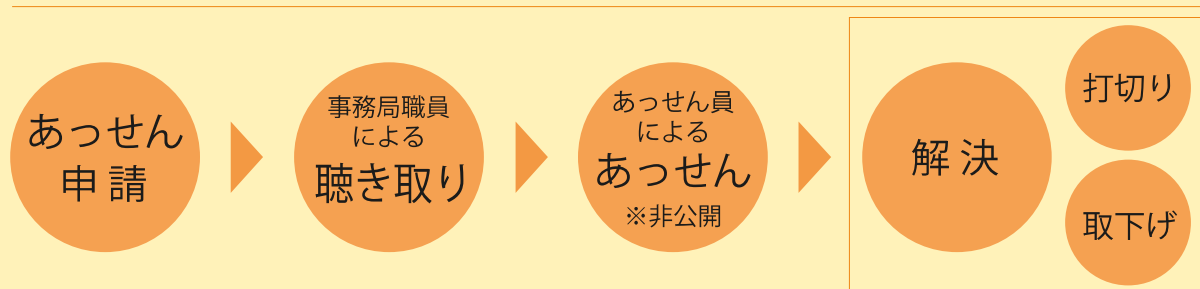 あっせん
申請
事務局職員
による
聴き取り
あっせん員
による
あっせん
※非公開
解決
打切り
取下げ